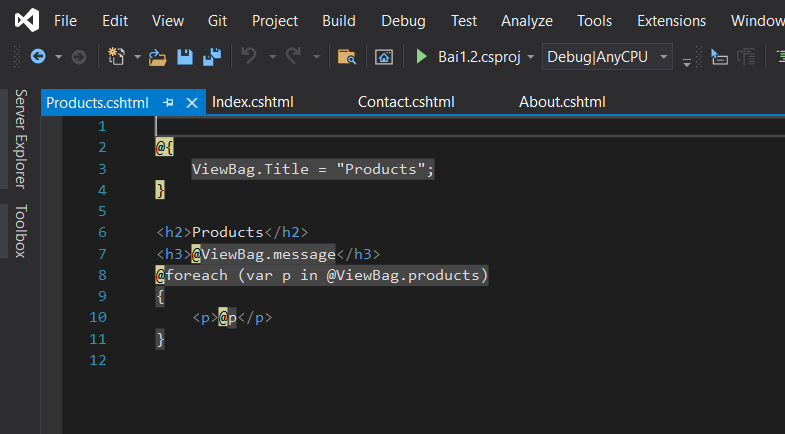 File Edit View Git Project Build Debug Test Analyze Tools Extensions Window
Bai1.2.csproj Debug|AnyCPU
Server Explorer
Toolbox
Products.cshtml Index.cshtml Contact.cshtml About.cshtml
1
2 @{
3 ViewBag.Title = "Products";
4 }
5
6 <h2>Products</h2>
7 <h3>@ViewBag.message</h3>
8 @foreach (var p in @ViewBag.products)
9 {
10 <p>@p</p>
11 }
12